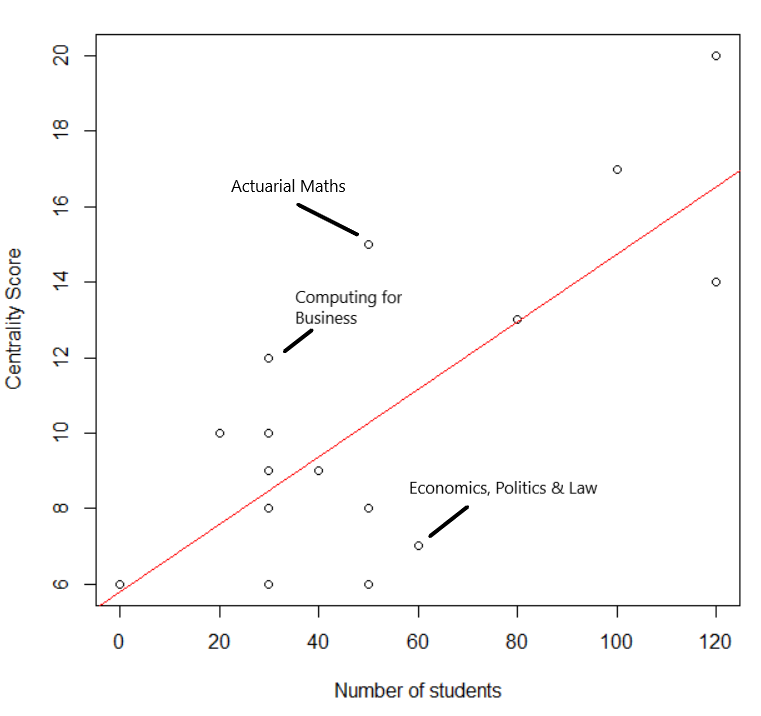 20
18
16
14
12
10
8
6
Centrality Score
Actuarial Maths
Computing for
Business
Economics, Politics & Law
0 20 40 60 80 100 120
Number of students